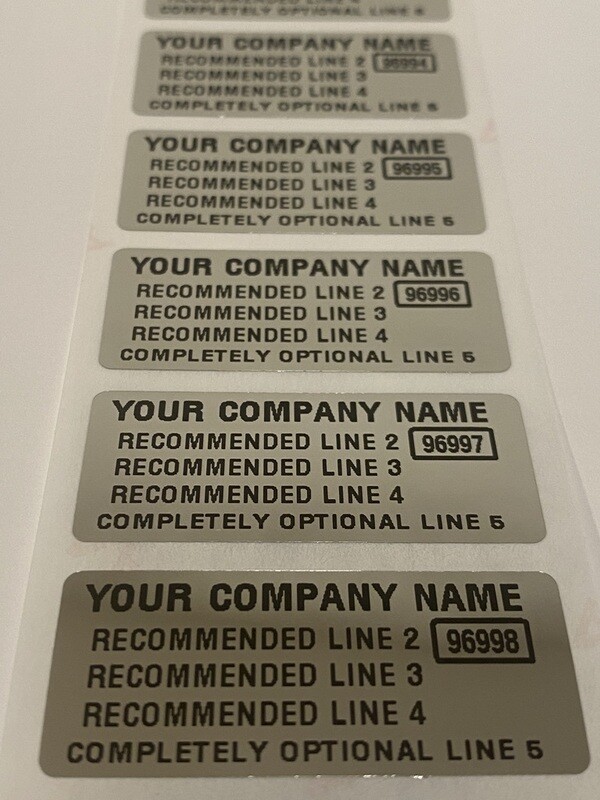 COMPLETELY OPTIONAL LINE 5
YOUR COMPANY NAME
RECOMMENDED LINE 2 96994
RECOMMENDED LINE 3
RECOMMENDED LINE 4
COMPLETELY OPTIONAL LINE 5
YOUR COMPANY NAME
RECOMMENDED LINE 2 96995
RECOMMENDED LINE 3
RECOMMENDED LINE 4
COMPLETELY OPTIONAL LINE 5
YOUR COMPANY NAME
RECOMMENDED LINE 2 96996
RECOMMENDED LINE 3
RECOMMENDED LINE 4
COMPLETELY OPTIONAL LINE 5
YOUR COMPANY NAME
RECOMMENDED LINE 2 96997
RECOMMENDED LINE 3
RECOMMENDED LINE 4
COMPLETELY OPTIONAL LINE 5
YOUR COMPANY NAME
RECOMMENDED LINE 2 96998
RECOMMENDED LINE 3
RECOMMENDED LINE 4
COMPLETELY OPTIONAL LINE 5